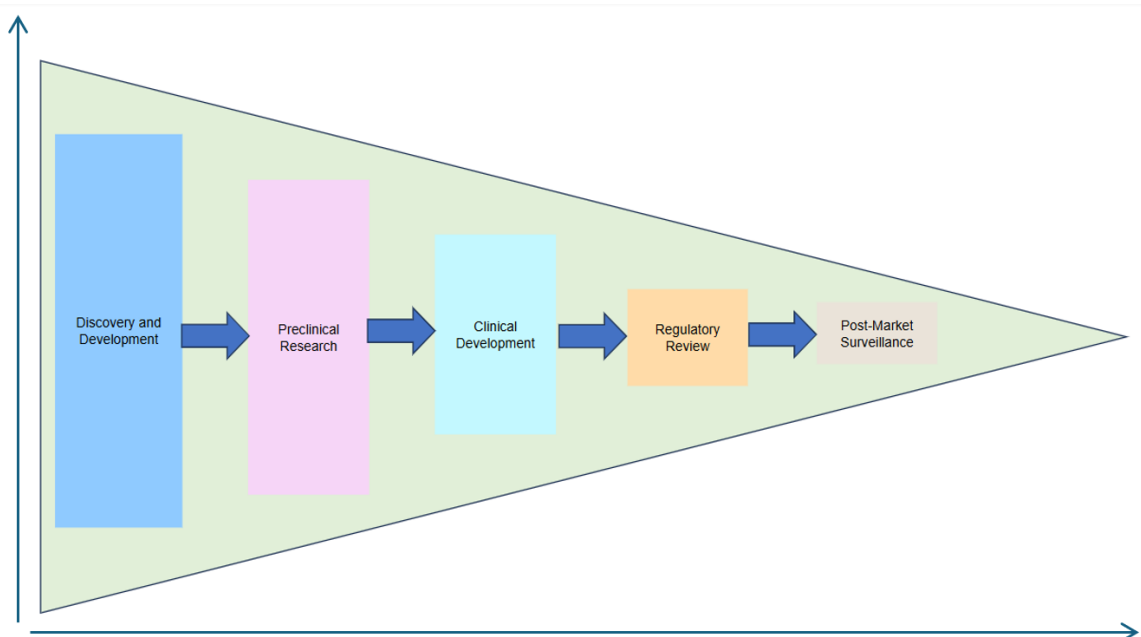 Discovery and
Development
Preclinical
Research
Clinical
Development
Regulatory
Review
Post-Market
Surveillance